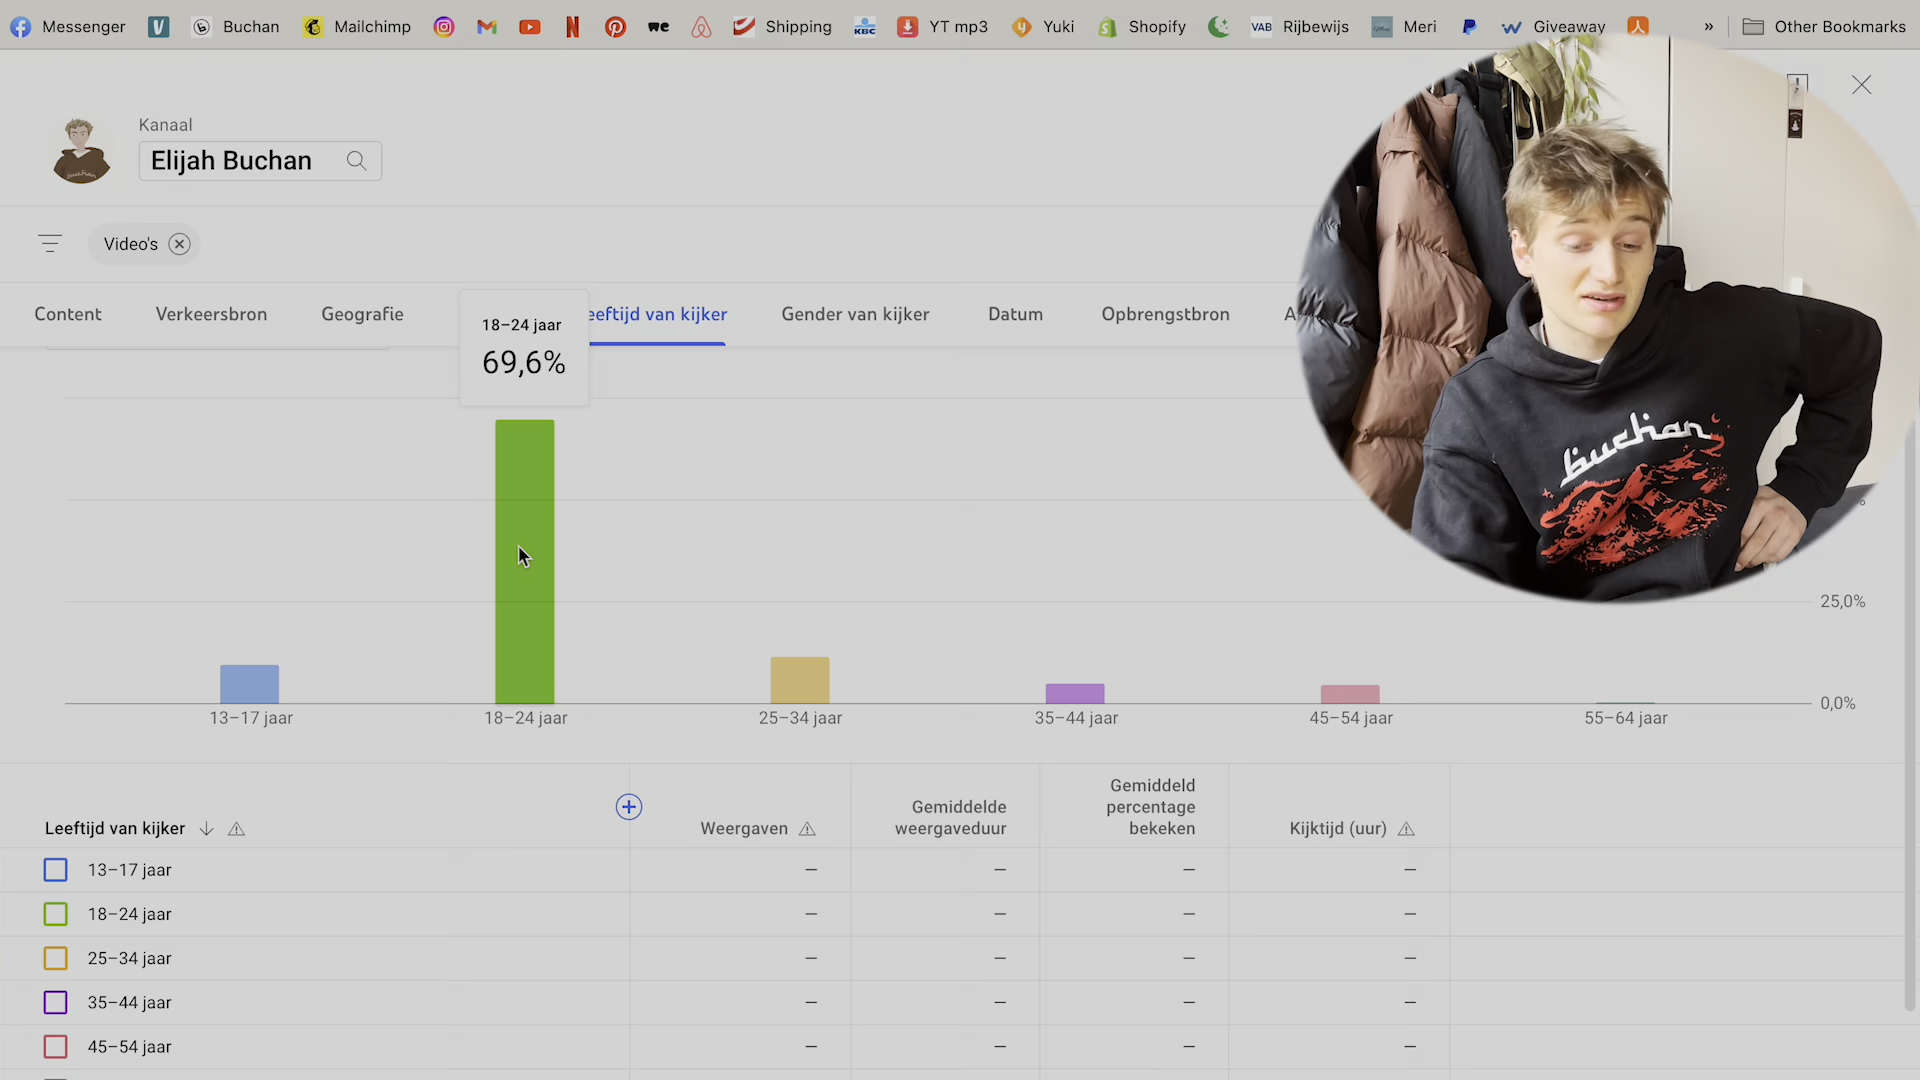 Messenger Buchan Mailchimp we Shipping KBC YT mp3 Yuki Shopify VAB Rijbewijs Meri Giveaway » Other Bookmarks
Kanaal
Elijah Buchan
Video's
Content Verkeersbron Geografie eeftijd van kijker Gender van kijker Datum Opbrengstbron
18–24 jaar
69,6%
buchan
25,0%
0,0%
13–17 jaar 18–24 jaar 25–34 jaar 35–44 jaar 45–54 jaar 55–64 jaar
Leeftijd van kijker
Weergaven
Gemiddelde
weergaveduur
Gemiddeld
percentage
bekeken
Kijktijd (uur)
13–17 jaar — — — —
18–24 jaar — — — —
25–34 jaar — — — —
35–44 jaar — — — —
45–54 jaar — — — —